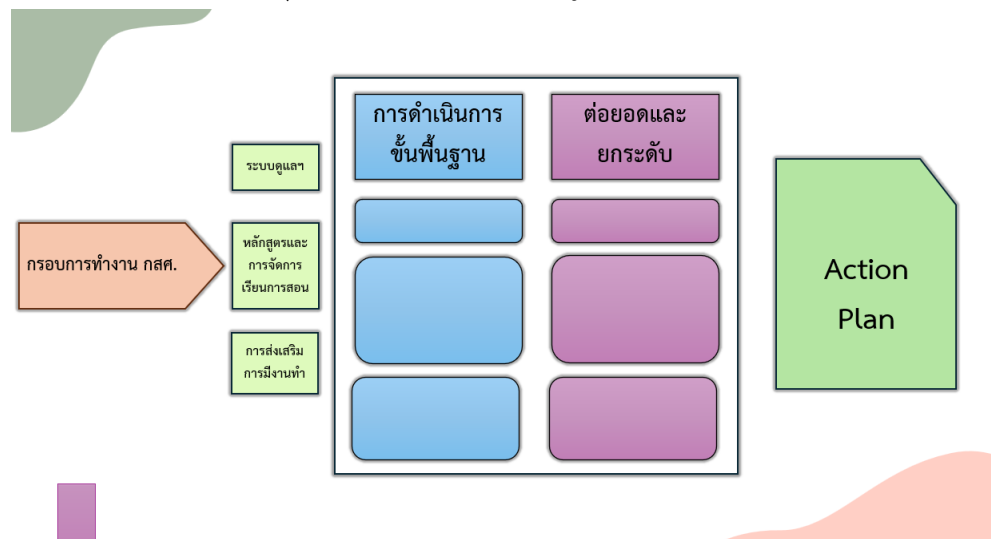 กรอบการทำงาน กสศ.
ระบบดูแลฯ
หลักสูตรและ
การจัดการ
เรียนการสอน
การส่งเสริม
การมีงานทำ
การดำเนินการ
ขั้นพื้นฐาน
ต่อยอดและ
ยกระดับ
Action
Plan